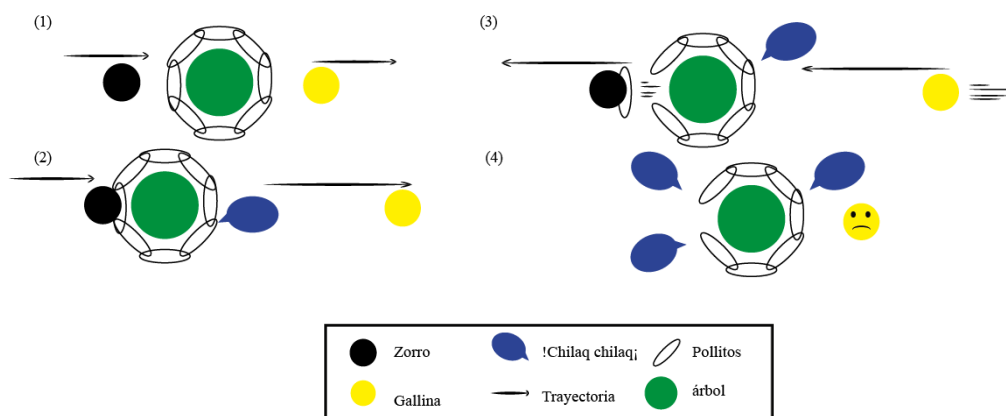 (1)
(3)
(2)
(4)
Zorro
!Chilaq chilaq¡
Pollitos
Gallina
Trayectoria
árbol